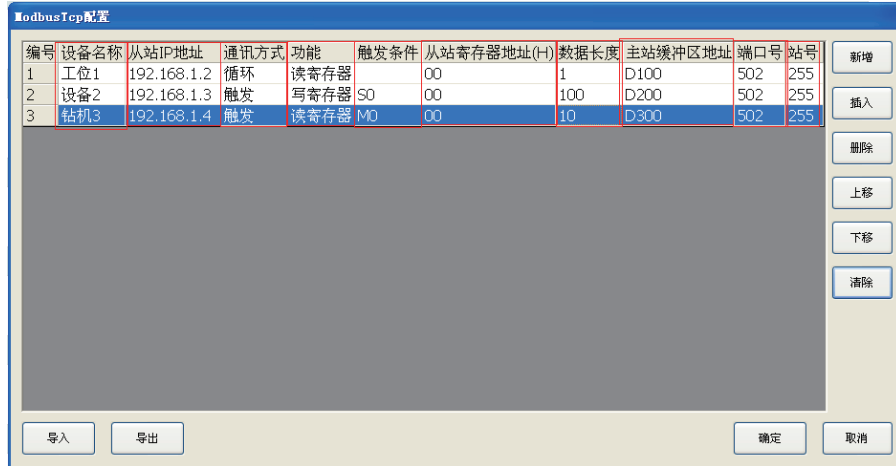 ModbusTcp配置
编号 设备名称 从站IP地址 通讯方式 功能 触发条件 从站寄存器地址(H) 数据长度 主站缓冲区地址 端口号 站号
1 工位1 192.168.1.2 循环 读寄存器 00 1 D100 502 255
2 设备2 192.168.1.3 触发 写寄存器 S0 00 100 D200 502 255
3 钻机3 192.168.1.4 触发 读寄存器 M0 00 10 D300 502 255
新增
插入
删除
上移
下移
清除
导入 导出 确定 取消